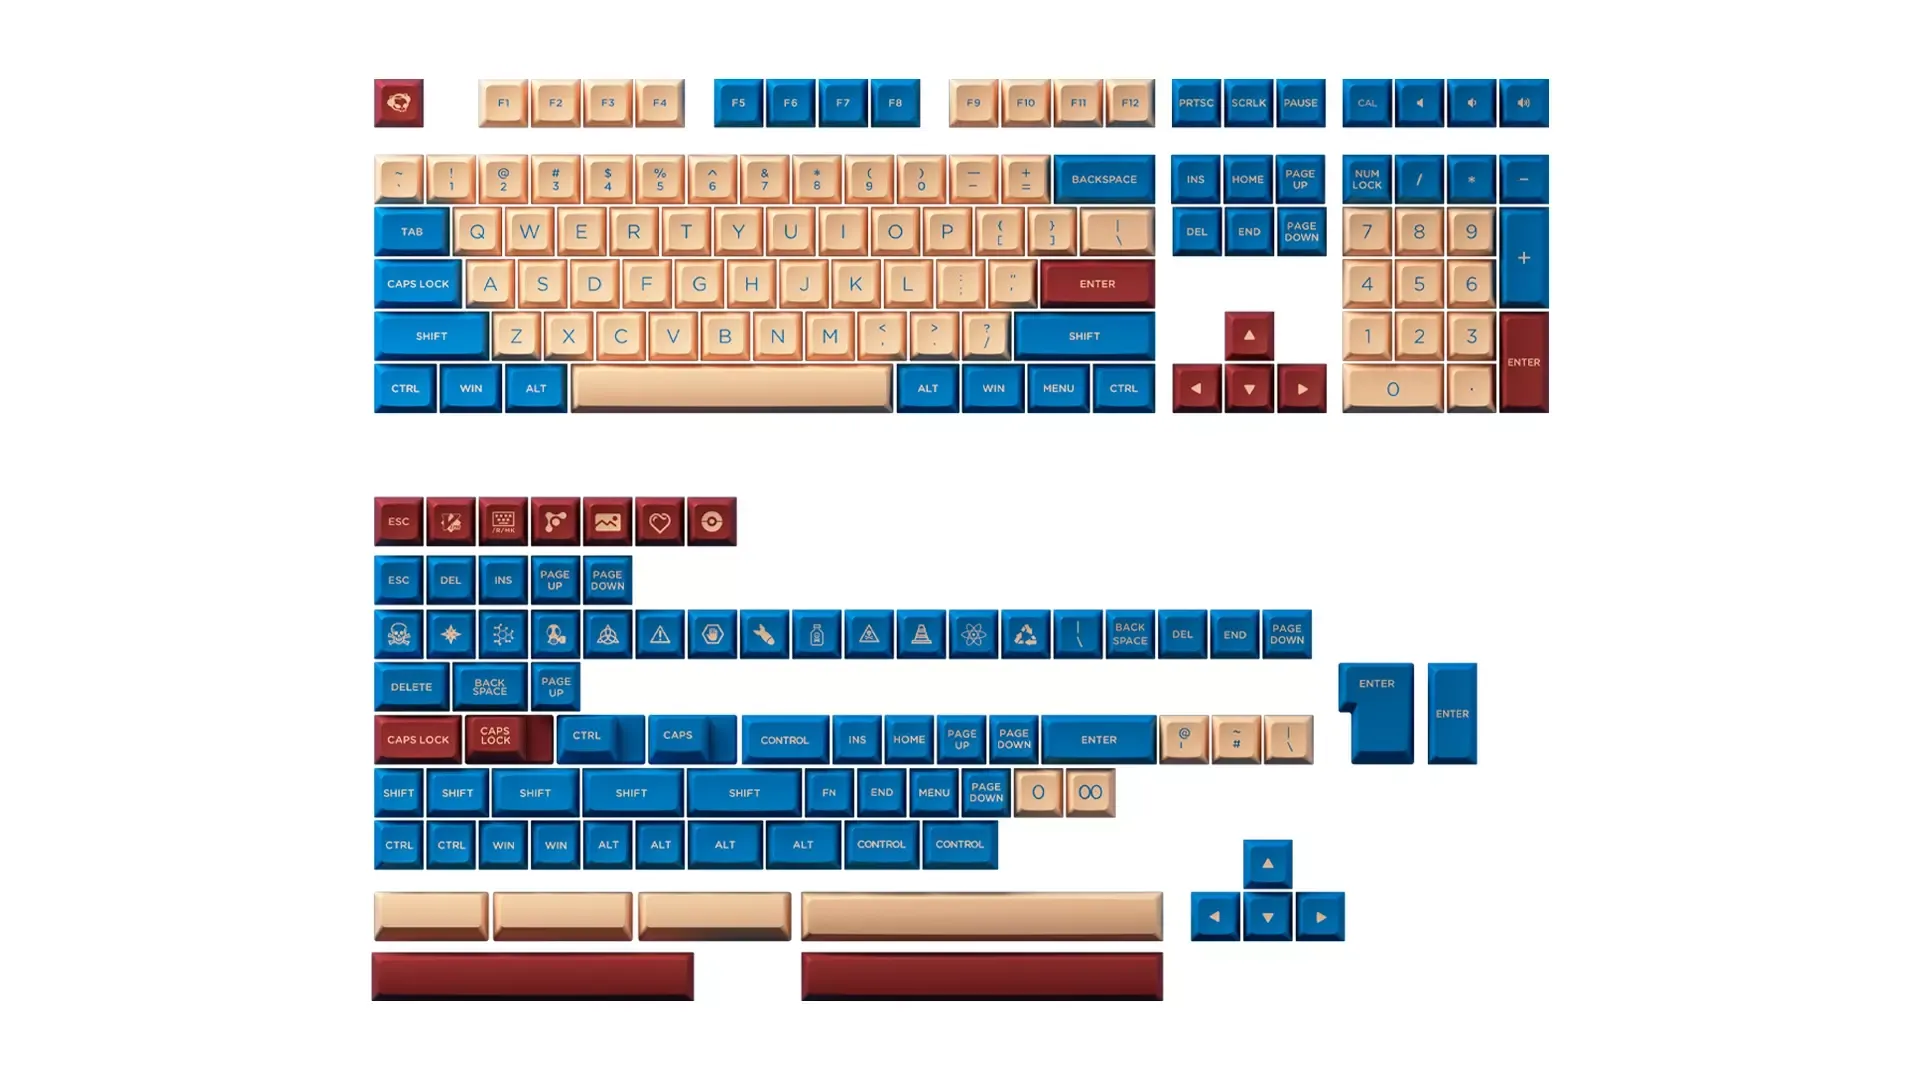 F1 F2 F3 F4 F5 F6 F7 F8 F9 F10 F11 F12 PRTSC SCRLK PAUSE CAL
~ ! @ # $ % ^ & * ( ) — +
` 1 2 3 4 5 6 7 8 9 0 - = BACKSPACE INS HOME PAGE UP NUM LOCK / * −
TAB Q W E R T Y U I O P { [ } ] | \ DEL END PAGE DOWN 7 8 9 +
CAPS LOCK A S D F G H J K L : ; " ' ENTER 4 5 6
SHIFT Z X C V B N M < , > . ? / SHIFT 1 2 3 ENTER
CTRL WIN ALT ALT WIN MENU CTRL 0 .
ESC /R/MK
ESC DEL INS PAGE UP PAGE DOWN
| \ BACK SPACE DEL END PAGE DOWN
DELETE BACK SPACE PAGE UP ENTER ENTER
CAPS LOCK CAPS LOCK CTRL CAPS CONTROL INS HOME PAGE UP PAGE DOWN ENTER @ ' ~ # | \
SHIFT SHIFT SHIFT SHIFT SHIFT FN END MENU PAGE DOWN 0 00
CTRL CTRL WIN WIN ALT ALT ALT ALT CONTROL CONTROL